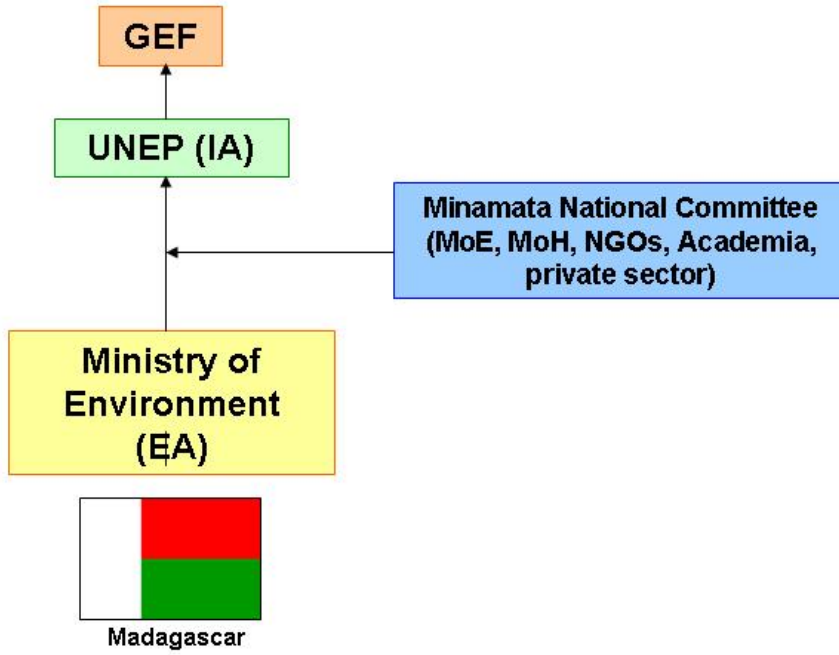 GEF
UNEP (IA)
Minamata National Committee
(MoE, MoH, NGOs, Academia,
private sector)
Ministry of
Environment
(EA)
Madagascar